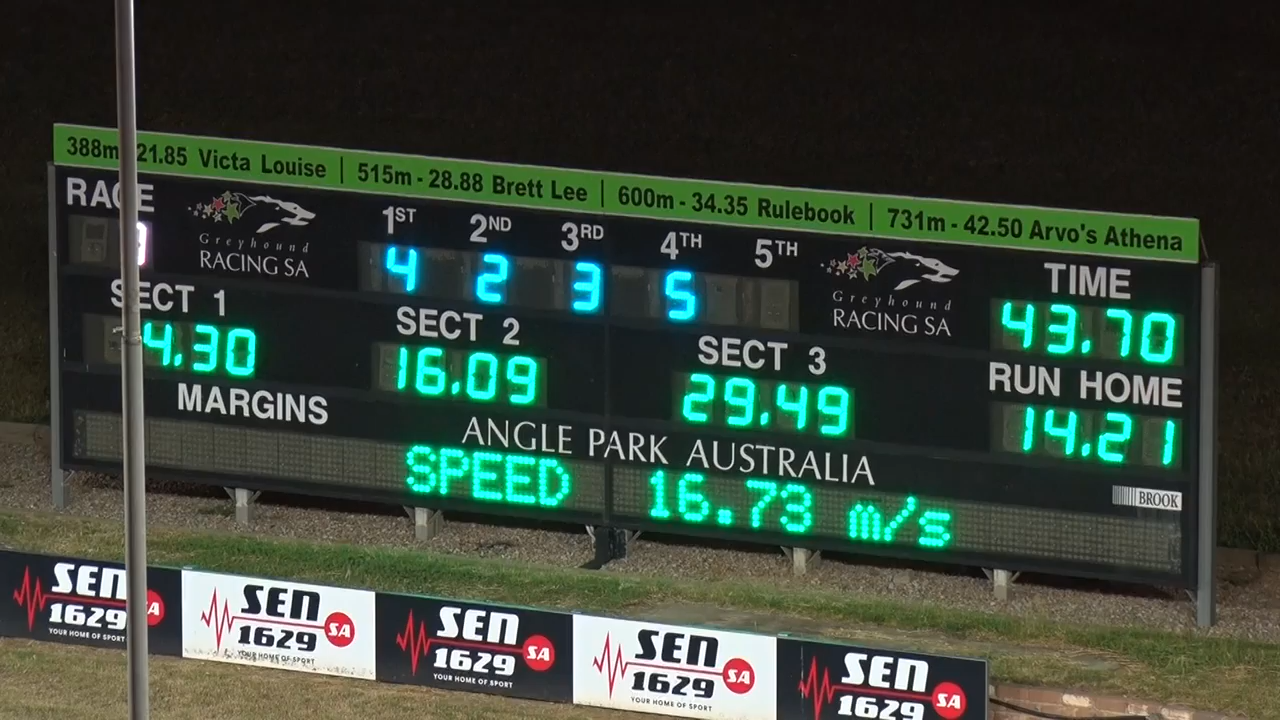 388m 21.85 Victa Louise | 515m - 28.88 Brett Lee | 600m - 34.35 Rulebook | 731m - 42.50 Arvo's Athena
RACE
Greyhound
RACING SA
1ST 2ND 3RD 4TH 5TH
4 2 3 5
Greyhound
RACING SA
TIME
43.70
SECT 1
4.30
SECT 2
16.09
SECT 3
29.49
RUN HOME
14.21
MARGINS
ANGLE PARK AUSTRALIA
SPEED 16.73 m/s
BROOK
SEN
1629 SA
YOUR HOME OF SPORT
SEN
1629 SA
YOUR HOME OF SPORT
SEN
1629 SA
YOUR HOME OF SPORT
SEN
1629 SA
YOUR HOME OF SPORT
SEN
1629 SA